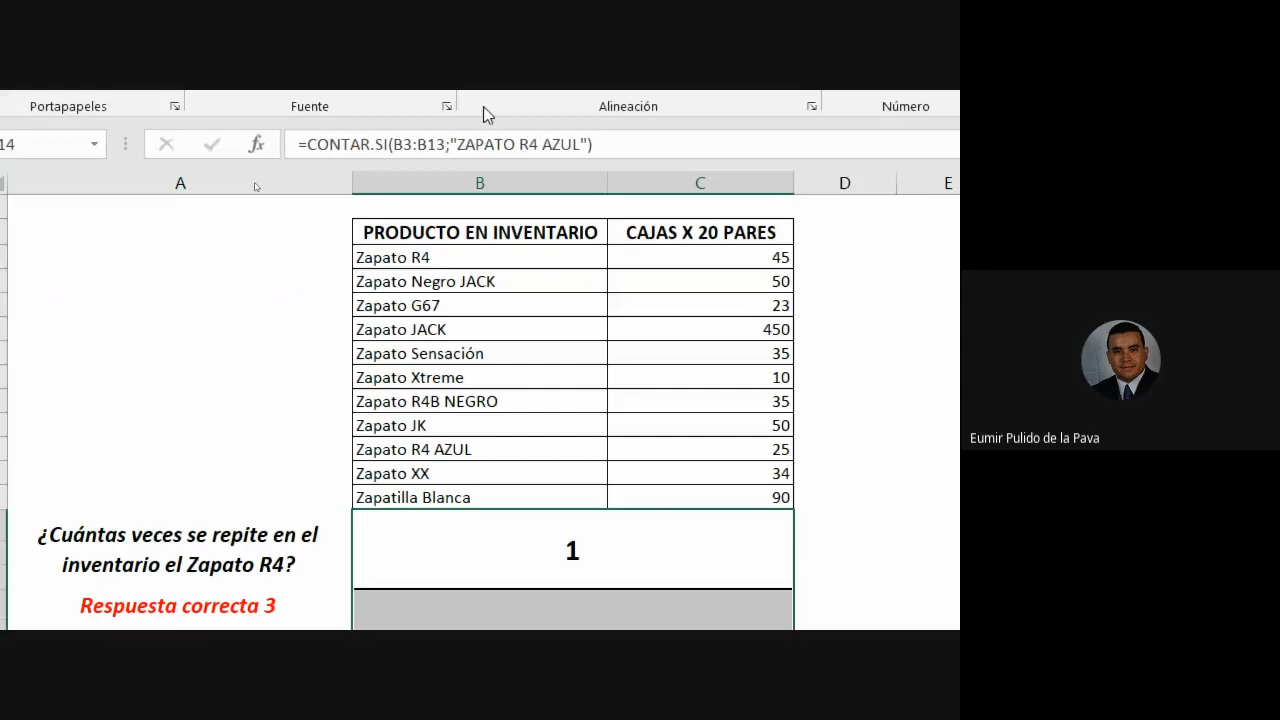 Portapapeles Fuente Alineación Número
14 fx =CONTAR.SI(B3:B13;"ZAPATO R4 AZUL")
A B C D E
PRODUCTO EN INVENTARIO CAJAS X 20 PARES
Zapato R4 45
Zapato Negro JACK 50
Zapato G67 23
Zapato JACK 450
Zapato Sensación 35
Zapato Xtreme 10
Zapato R4B NEGRO 35
Zapato JK 50
Zapato R4 AZUL 25
Zapato XX 34
Zapatilla Blanca 90
¿Cuántas veces se repite en el
inventario el Zapato R4?
1
Respuesta correcta 3
Eumir Pulido de la Pava